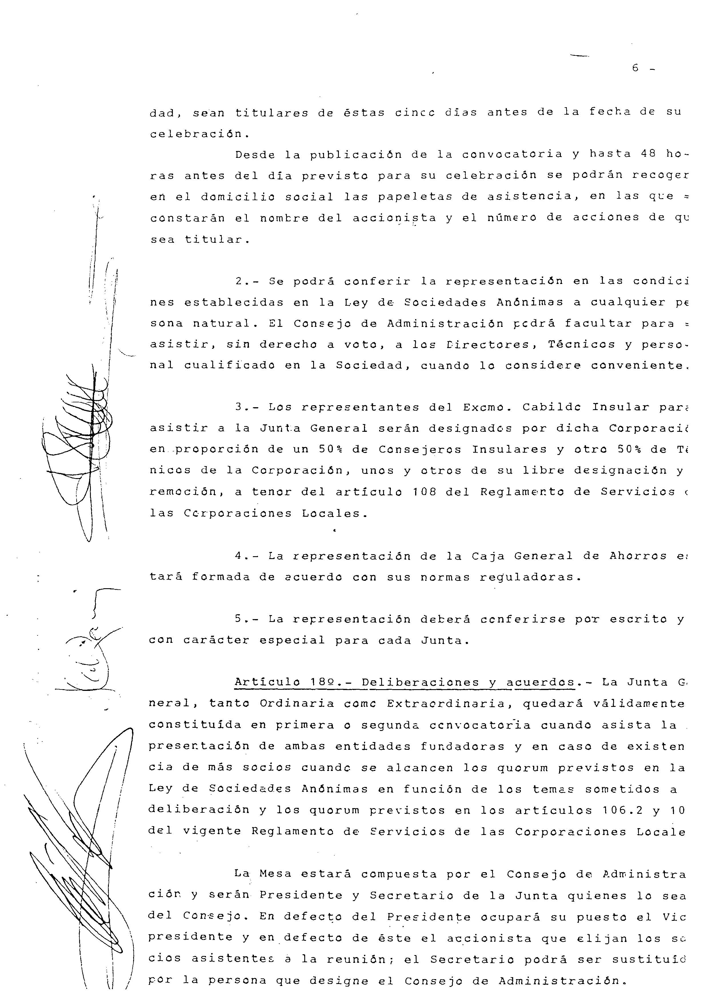 6 -
dad, sean titulares de éstas cinco días antes de la fecha de su
celebración.
Desde la publicación de la convocatoria y hasta 48 ho-
ras antes del día previsto para su celebración se podrán recoger
en el domicilio social las papeletas de asistencia, en las que =
constarán el nombre del accionista y el número de acciones de qu
sea titular.
2.- Se podrá conferir la representación en las condici
nes establecidas en la Ley de Sociedades Anónimas a cualquier pe
sona natural. El Consejo de Administración podrá facultar para =
asistir, sin derecho a voto, a los Directores, Técnicos y perso-
nal cualificado en la Sociedad, cuando lo considere conveniente.
3.- Los representantes del Excmo. Cabildo Insular para
asistir a la Junta General serán designados por dicha Corporació
en proporción de un 50% de Consejeros Insulares y otro 50% de Té
nicos de la Corporación, unos y otros de su libre designación y
remoción, a tenor del artículo 108 del Reglamento de Servicios
las Corporaciones Locales.
4.- La representación de la Caja General de Ahorros es
tará formada de acuerdo con sus normas reguladoras.
5.- La representación deberá conferirse por escrito y
con carácter especial para cada Junta.
Artículo 18º.- Deliberaciones y acuerdos.- La Junta G
neral, tanto Ordinaria como Extraordinaria, quedará válidamente
constituída en primera o segunda convocatoria cuando asista la
presentación de ambas entidades fundadoras y en caso de existen
cia de más socios cuando se alcancen los quorum previstos en la
Ley de Sociedades Anónimas en función de los temas sometidos a
deliberación y los quorum previstos en los artículos 106.2 y 10
del vigente Reglamento de Servicios de las Corporaciones Locale
La Mesa estará compuesta por el Consejo de Administra
ción y serán Presidente y Secretario de la Junta quienes lo sea
del Consejo. En defecto del Presidente ocupará su puesto el Vic
presidente y en defecto de éste el accionista que elijan los so
cios asistentes a la reunión; el Secretario podrá ser sustituíd
por la persona que designe el Consejo de Administración.